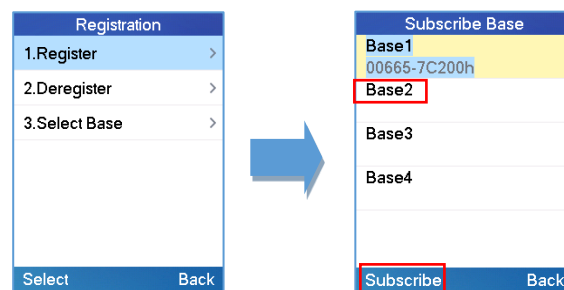 Registration
1.Register
2.Deregister
3.Select Base
Select Back
Subscribe Base
Base1
00665-7C200h
Base2
Base3
Base4
Subscribe Back